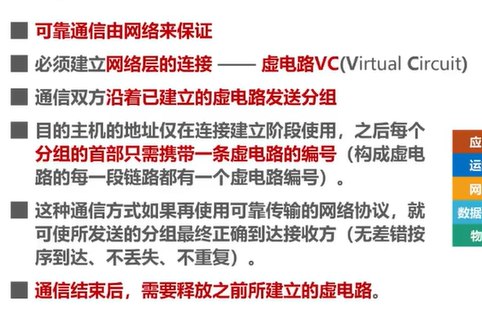 可靠通信由网络来保证
必须建立网络层的连接 —— 虚电路VC(Virtual Circuit)
通信双方沿着已建立的虚电路发送分组
目的主机的地址仅在连接建立阶段使用，之后每个
分组的首部只需携带一条虚电路的编号（构成虚电
路的每一段链路都有一个虚电路编号）。
这种通信方式如果再使用可靠传输的网络协议，就
可使所发送的分组最终正确到达接收方（无差错按
序到达、不丢失、不重复）。
通信结束后，需要释放之前所建立的虚电路。
应
运
网
数据
物